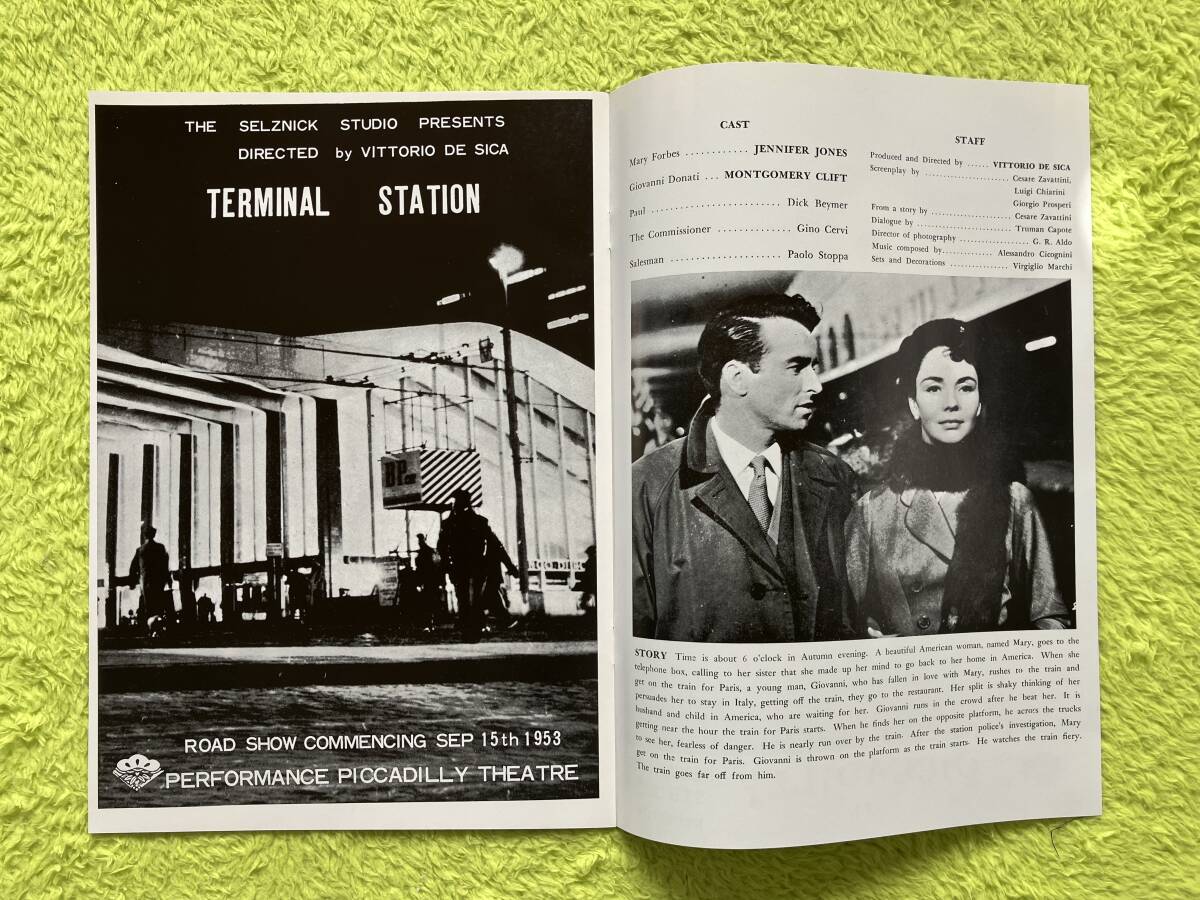 THE SELZNICK STUDIO PRESENTS
DIRECTED by VITTORIO DE SICA
TERMINAL STATION
ROAD SHOW COMMENCING SEP 15th 1953
PERFORMANCE PICCADILLY THEATRE
CAST
Mary Forbes ............ JENNIFER JONES
Giovanni Donati ... MONTGOMERY CLIFT
Paul ........................ Dick Beymer
The Commissioner .............. Gino Cervi
Salesman ..................... Paolo Stoppa
STAFF
Produced and Directed by ...... VITTORIO DE SICA
Screenplay by ........................ Cesare Zavattini,
Luigi Chiarini
Giorgio Prosperi
From a story by ...................... Cesare Zavattini
Dialogue by .......................... Truman Capote
Director of photography .................. G. R. Aldo
Music composed by.............. Alessandro Cicognini
Sets and Decorations ................ Virgiglio Marchi
STORY Time is about 6 o'clock in Autumn evening. A beautiful American woman, named Mary, goes to the
telephone box, calling to her sister that she made up her mind to go back to her home in America. When she
get on the train for Paris, a young man, Giovanni, who has fallen in love with Mary, rushes to the train and
persuades her to stay in Italy, getting off the train, they go to the restaurant. Her split is shaky thinking of her
husband and child in America, who are waiting for her. Giovanni runs in the crowd after he beat her. It is
getting near the hour the train for Paris starts. When he finds her on the opposite platform, he across the trucks
to see her, fearless of danger. He is nearly run over by the train. After the station police's investigation, Mary
get on the train for Paris. Giovanni is thrown on the platform as the train starts. He watches the train fiery.
The train goes far off from him.